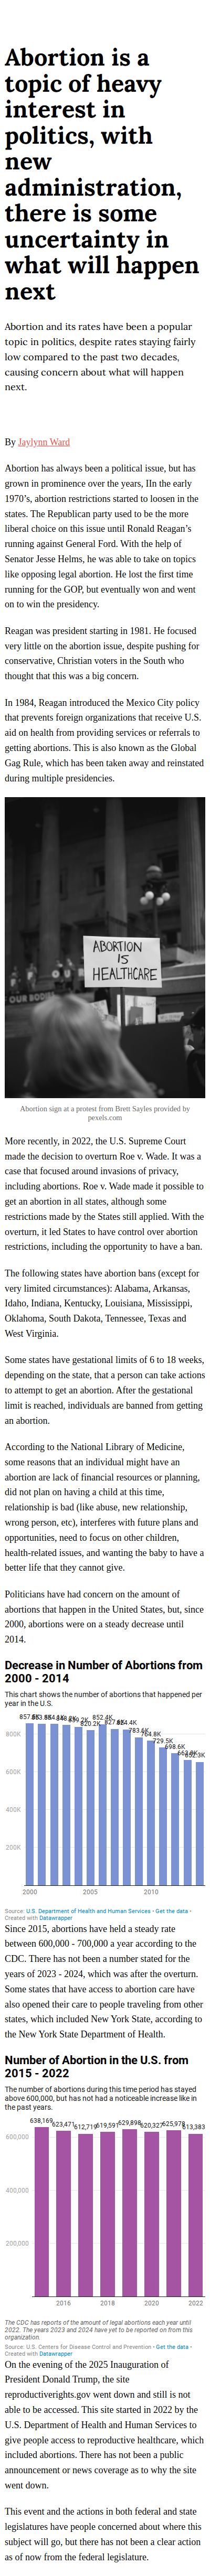 Abortion is a
topic of heavy
interest in
politics, with
new
administration,
there is some
uncertainty in
what will happen
next
Abortion and its rates have been a popular
topic in politics, despite rates staying fairly
low compared to the past two decades,
causing concern about what will happen
next.
By Jaylynn Ward
Abortion has always been a political issue, but has
grown in prominence over the years, IIn the early
1970’s, abortion restrictions started to loosen in the
states. The Republican party used to be the more
liberal choice on this issue until Ronald Reagan’s
running against General Ford. With the help of
Senator Jesse Helms, he was able to take on topics
like opposing legal abortion. He lost the first time
running for the GOP, but eventually won and went
on to win the presidency.
Reagan was president starting in 1981. He focused
very little on the abortion issue, despite pushing for
conservative, Christian voters in the South who
thought that this was a big concern.
In 1984, Reagan introduced the Mexico City policy
that prevents foreign organizations that receive U.S.
aid on health from providing services or referrals to
getting abortions. This is also known as the Global
Gag Rule, which has been taken away and reinstated
during multiple presidencies.
ABORTION
IS
HEALTHCARE
OUR BODIES
Abortion sign at a protest from Brett Sayles provided by
pexels.com
More recently, in 2022, the U.S. Supreme Court
made the decision to overturn Roe v. Wade. It was a
case that focused around invasions of privacy,
including abortions. Roe v. Wade made it possible to
get an abortion in all states, although some
restrictions made by the States still applied. With the
overturn, it led States to have control over abortion
restrictions, including the opportunity to have a ban.
The following states have abortion bans (except for
very limited circumstances): Alabama, Arkansas,
Idaho, Indiana, Kentucky, Louisiana, Mississippi,
Oklahoma, South Dakota, Tennessee, Texas and
West Virginia.
Some states have gestational limits of 6 to 18 weeks,
depending on the state, that a person can take actions
to attempt to get an abortion. After the gestational
limit is reached, individuals are banned from getting
an abortion.
According to the National Library of Medicine,
some reasons that an individual might have an
abortion are lack of financial resources or planning,
did not plan on having a child at this time,
relationship is bad (like abuse, new relationship,
wrong person, etc), interferes with future plans and
opportunities, need to focus on other children,
health-related issues, and wanting the baby to have a
better life that they cannot give.
Politicians have had concern on the amount of
abortions that happen in the United States, but, since
2000, abortions were on a steady decrease until
2014.
Decrease in Number of Abortions from
2000 - 2014
This chart shows the number of abortions that happened per
year in the U.S.
820.2K 852.4K 783.6K 764.8K 729.5K 698.6K
800K
600K
400K
200K
2000 2005 2010
Source: U.S. Department of Health and Human Services • Get the data •
Created with Datawrapper
Since 2015, abortions have held a steady rate
between 600,000 - 700,000 a year according to the
CDC. There has not been a number stated for the
years of 2023 - 2024, which was after the overturn.
Some states that have access to abortion care have
also opened their care to people traveling from other
states, which included New York State, according to
the New York State Department of Health.
Number of Abortion in the U.S. from
2015 - 2022
The number of abortions during this time period has stayed
above 600,000, but has not had a noticeable increase like in
the past years.
638,169 623,471 612,719 619,591 629,898 620,327 625,978 613,383
600,000
400,000
200,000
2016 2018 2020 2022
The CDC has reports of the amount of legal abortions each year until
2022. The years 2023 and 2024 have yet to be reported on from this
organization.
Source: U.S. Centers for Disease Control and Prevention • Get the data •
Created with Datawrapper
On the evening of the 2025 Inauguration of
President Donald Trump, the site
reproductiverights.gov went down and still is not
able to be accessed. This site started in 2022 by the
U.S. Department of Health and Human Services to
give people access to reproductive healthcare, which
included abortions. There has not been a public
announcement or news coverage as to why the site
went down.
This event and the actions in both federal and state
legislatures have people concerned about where this
subject will go, but there has not been a clear action
as of now from the federal legislature.